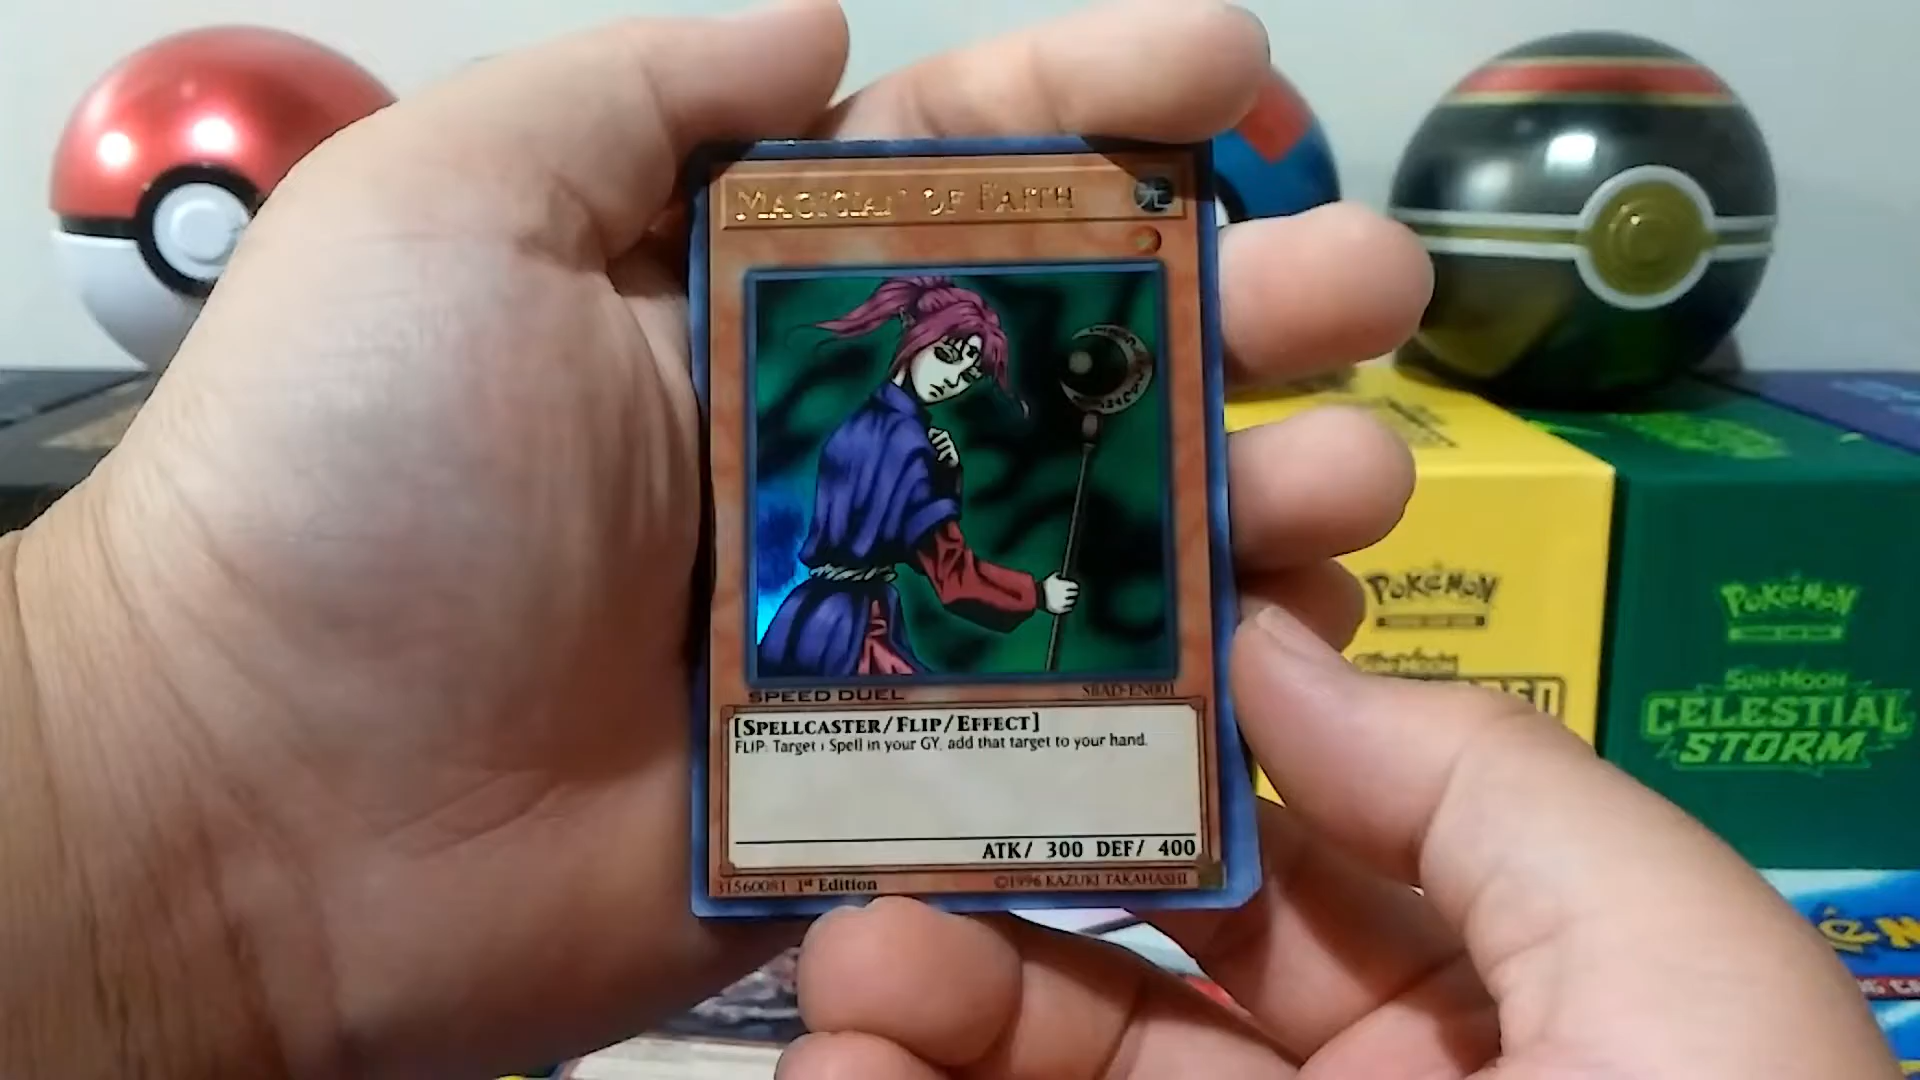 MAGICIAN OF FAITH
SPEED DUEL
SBAD-EN001
[SPELLCASTER/FLIP/EFFECT]
FLIP: Target 1 Spell in your GY, add that target to your hand.
ATK/ 300 DEF/ 400
31560081 1st Edition
©1996 KAZUKI TAKAHASHI
POKéMON
SUN·MOON
POKéMON
SUN·MOON
CELESTIAL
STORM